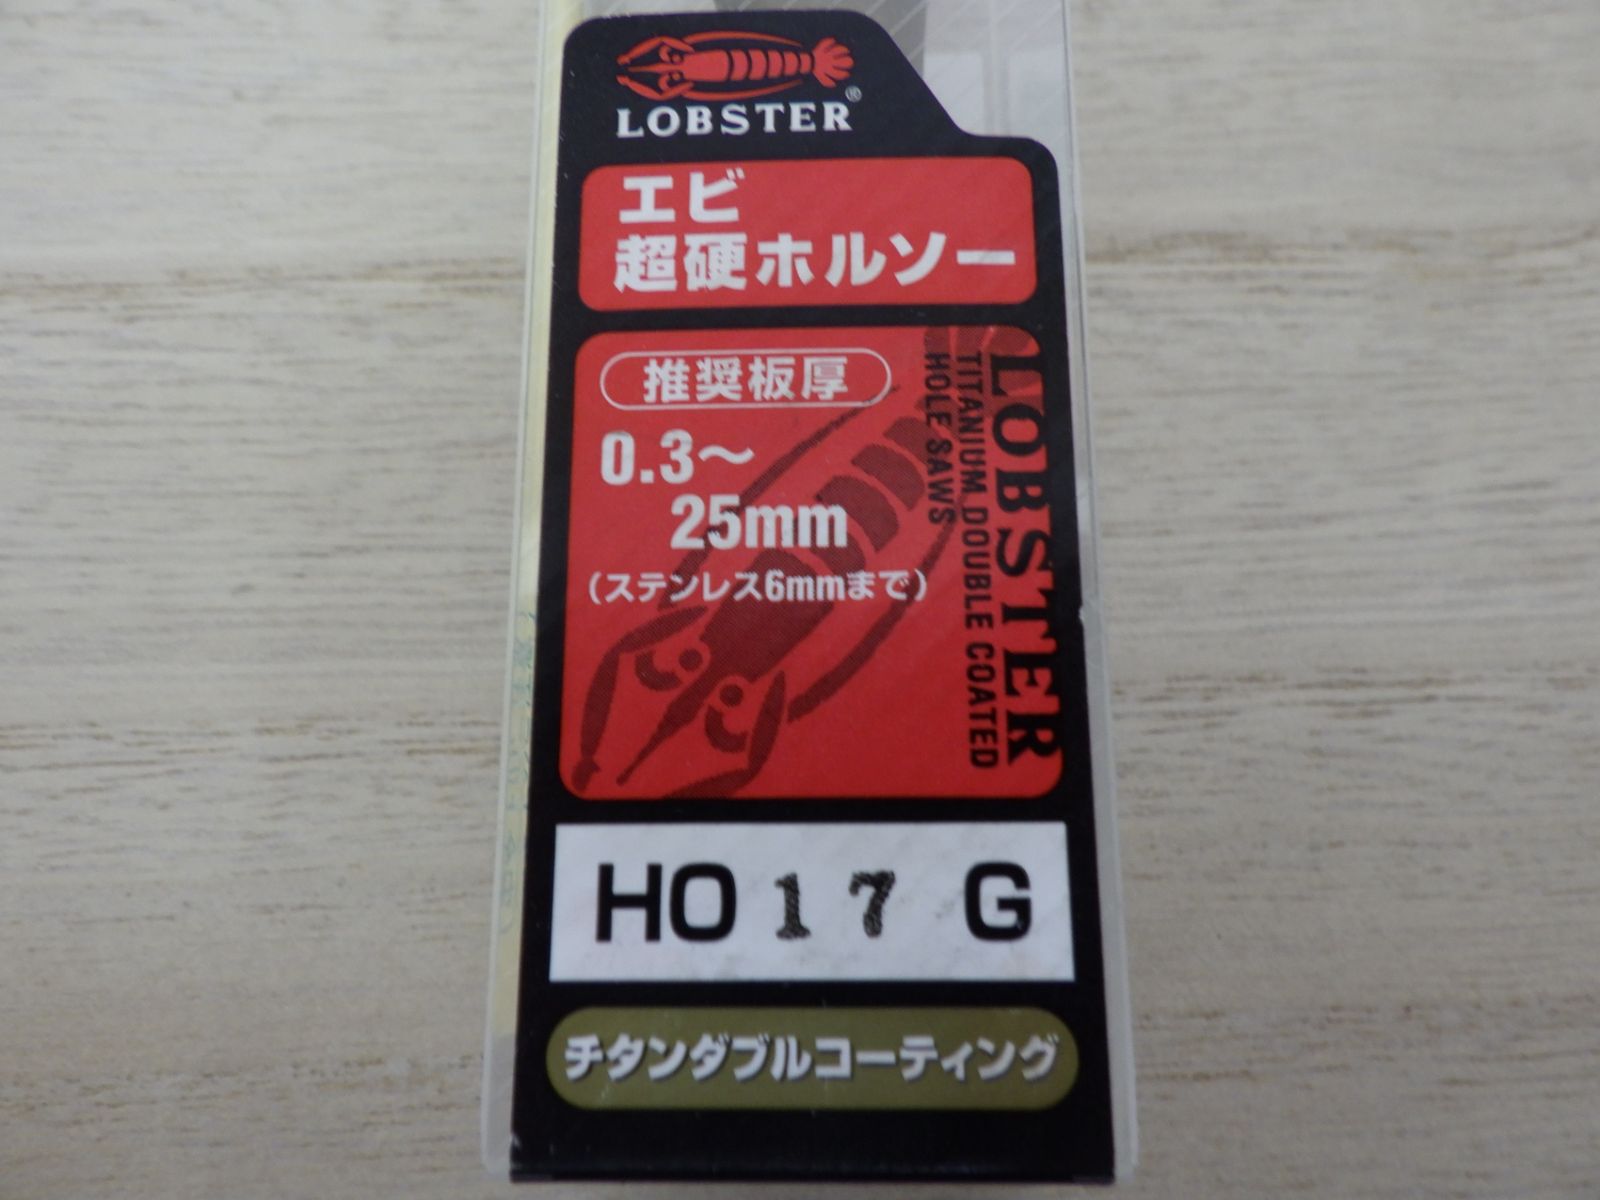 LOBSTER®
エビ
超硬ホルソー
推奨板厚
0.3～
25mm
(ステンレス6mmまで)
LOBSTER
TITANIUM DOUBLE COATED
HOLE SAWS
HO 17 G
チタンダブルコーティング